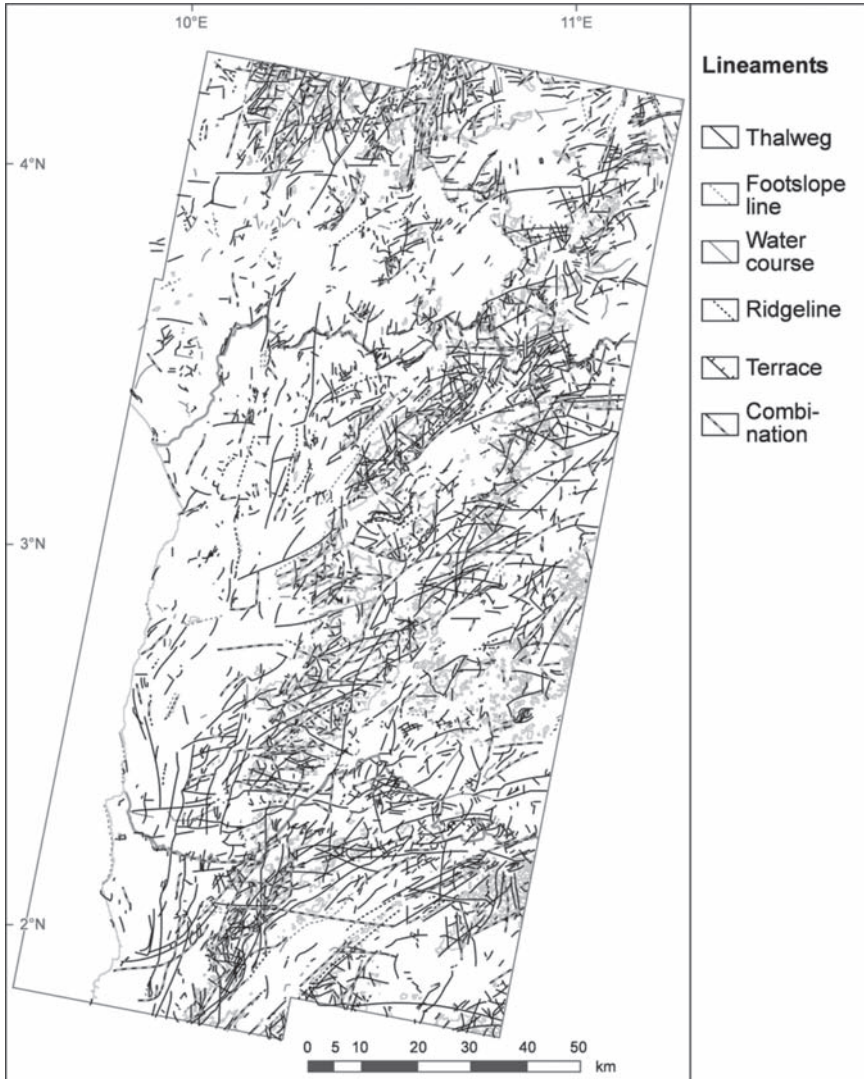 10°E
11°E
4°N
3°N
2°N
Lineaments
Thalweg
Footslope
line
Water
course
Ridgeline
Terrace
Combi-
nation
0 5 10 20 30 40 50
km